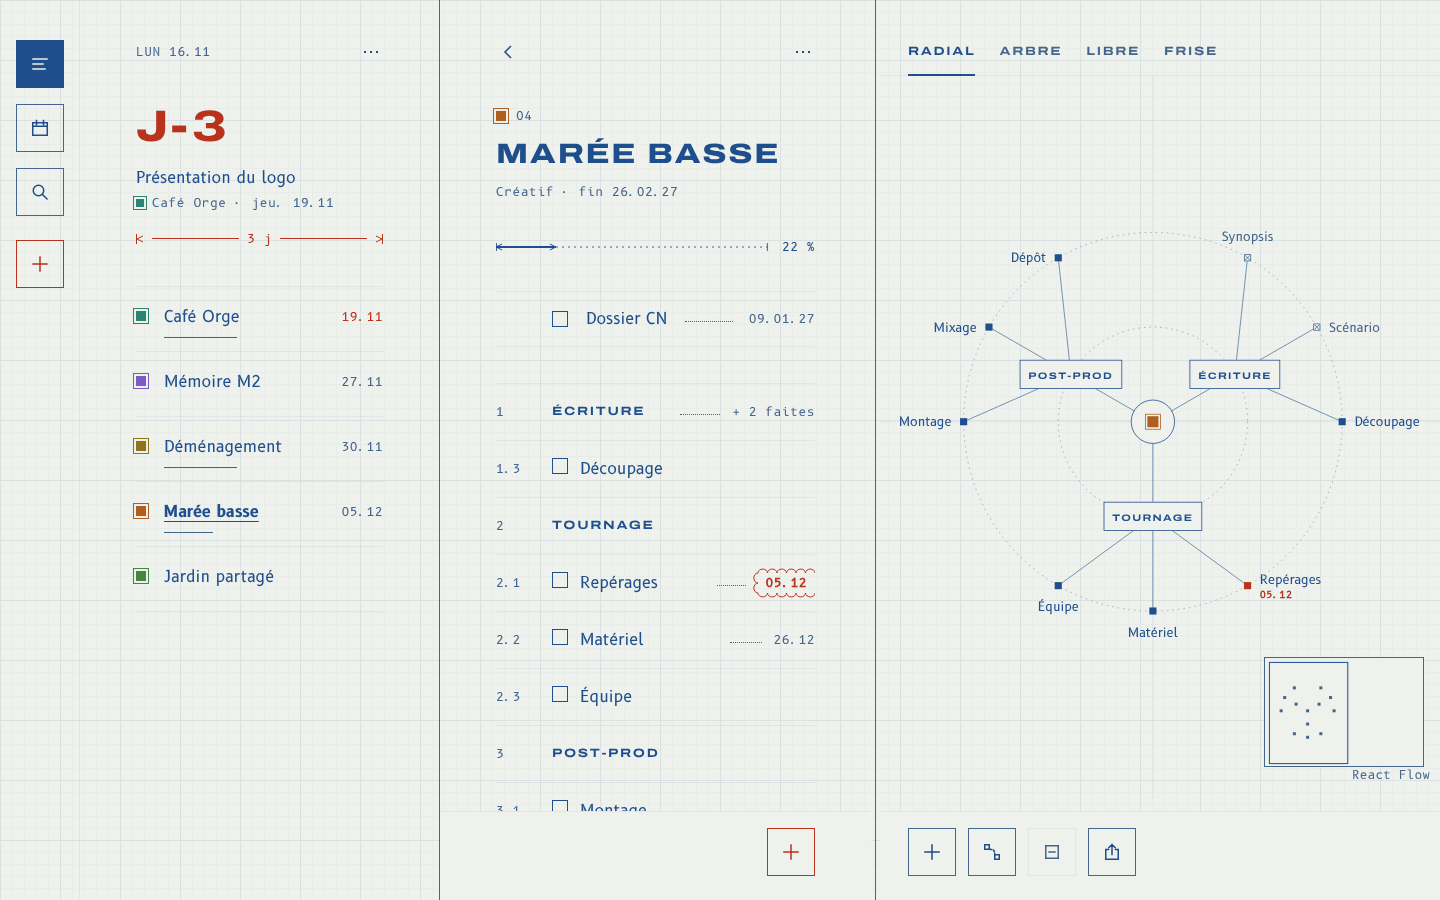 LUN 16.11
J-3
Présentation du logo
Café Orge · jeu. 19.11
3 j
Café Orge 19.11
Mémoire M2 27.11
Déménagement 30.11
Marée basse 05.12
Jardin partagé
04
MARÉE BASSE
Créatif · fin 26.02.27
22 %
Dossier CN 09.01.27
1 ÉCRITURE + 2 faites
1.3 Découpage
2 TOURNAGE
2.1 Repérages 05.12
2.2 Matériel 26.12
2.3 Équipe
3 POST-PROD
3.1 Montage
RADIAL ARBRE LIBRE FRISE
Synopsis
Dépôt
Mixage
Scénario
POST-PROD
ÉCRITURE
Montage
Découpage
TOURNAGE
Repérages
05.12
Équipe
Matériel
React Flow